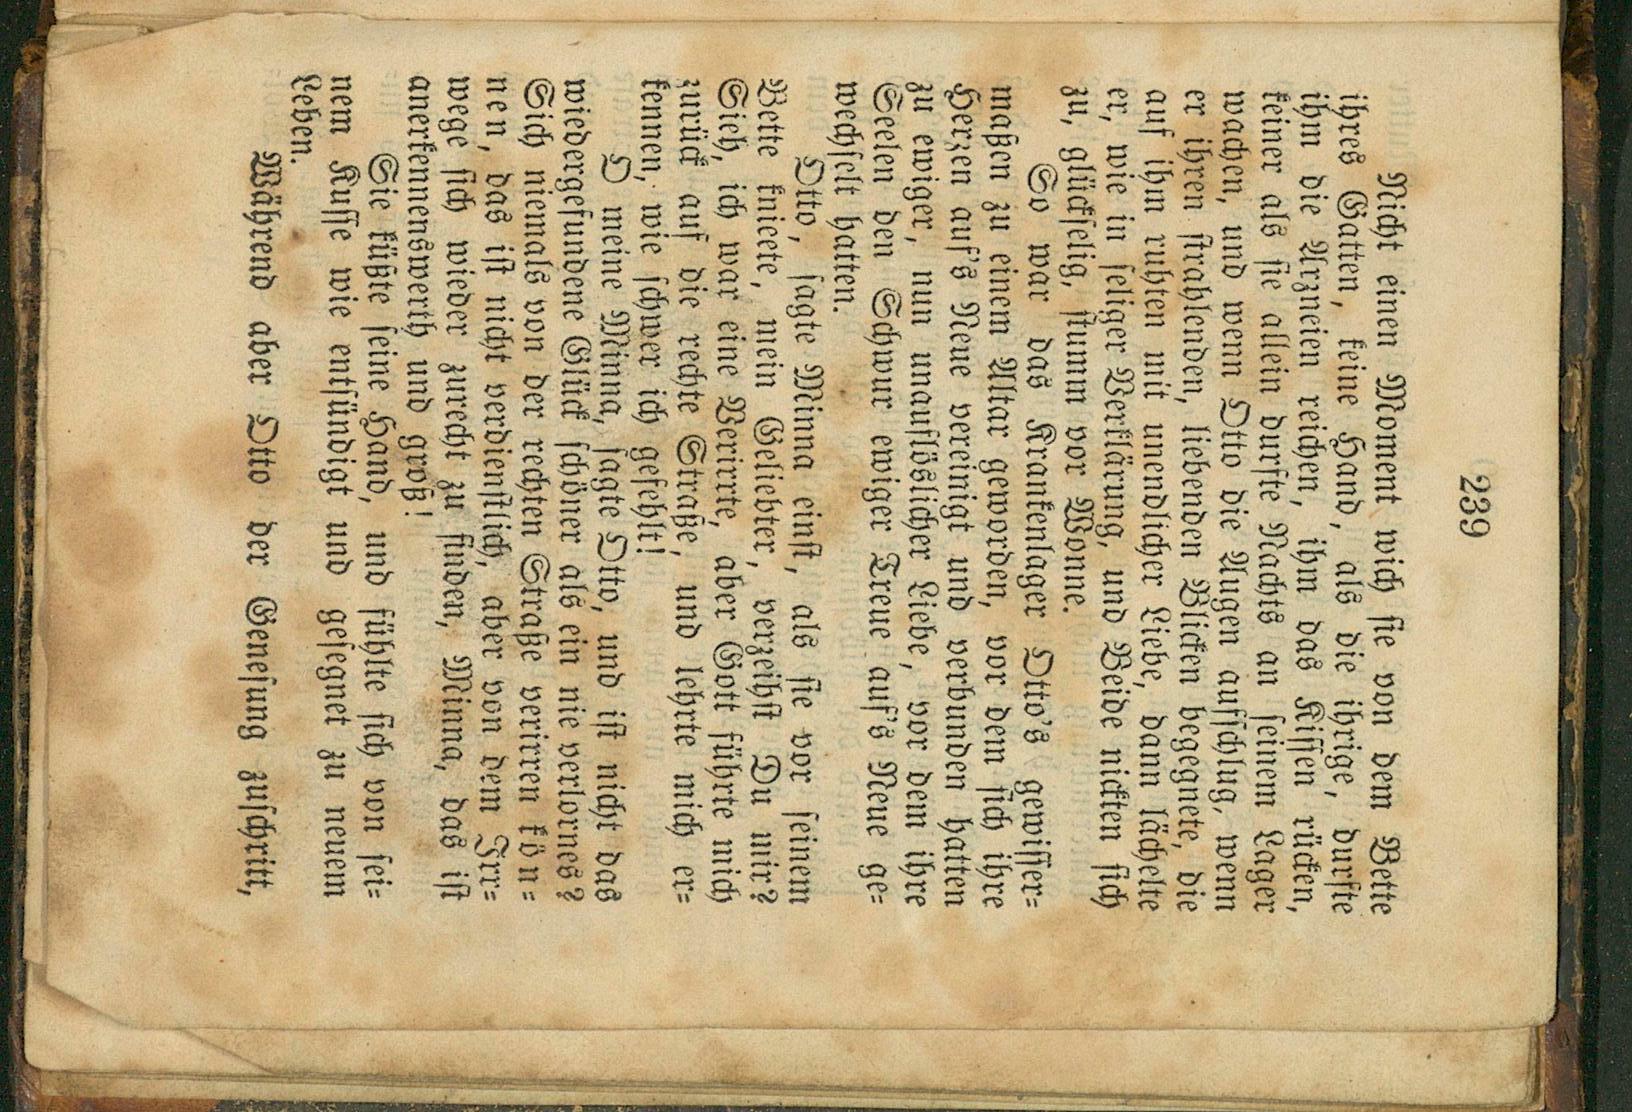 239
Nicht einen Moment wich sie von dem Bette
ihres Gatten, keine Hand, als die ihrige, durfte
ihm die Arzneien reichen, ihm das Kissen rücken,
keiner als sie allein durfte Nachts an seinem Lager
wachen, und wenn Otto die Augen aufschlug, wenn
er ihren strahlenden, liebenden Blicken begegnete, die
auf ihm ruhten mit unendlicher Liebe, dann lächelte
er, wie in seliger Verklärung, und Beide nickten sich
zu, glückselig, stumm vor Wonne.
So war das Krankenlager Otto's gewisser=
maßen zu einem Altar geworden, vor dem sich ihre
Herzen auf's Neue vereinigt und verbunden hatten
zu ewiger, nun unauflöslicher Liebe, vor dem ihre
Seelen den Schwur ewiger Treue auf's Neue ge=
wechselt hatten.
Otto, sagte Minna einst, als sie vor seinem
Bette kniete, mein Geliebter, verzeihst Du mir?
Sieh, ich war eine Verirrte, aber Gott führte mich
zurück auf die rechte Straße, und lehrte mich er=
kennen, wie schwer ich gefehlt!
O meine Minna, sagte Otto, und ist nicht das
wiedergefundene Glück schöner als ein nie verlornes?
Sich niemals von der rechten Straße verirren kön=
nen, das ist nicht verdienstlich, aber von dem Irr=
wege sich wieder zurecht zu finden, Minna, das ist
anerkennenswerth und groß!
Sie küßte seine Hand, und fühlte sich von sei=
nem Kusse wie entsündigt und gesegnet zu neuem
Leben.
Während aber Otto der Genesung zuschritt,